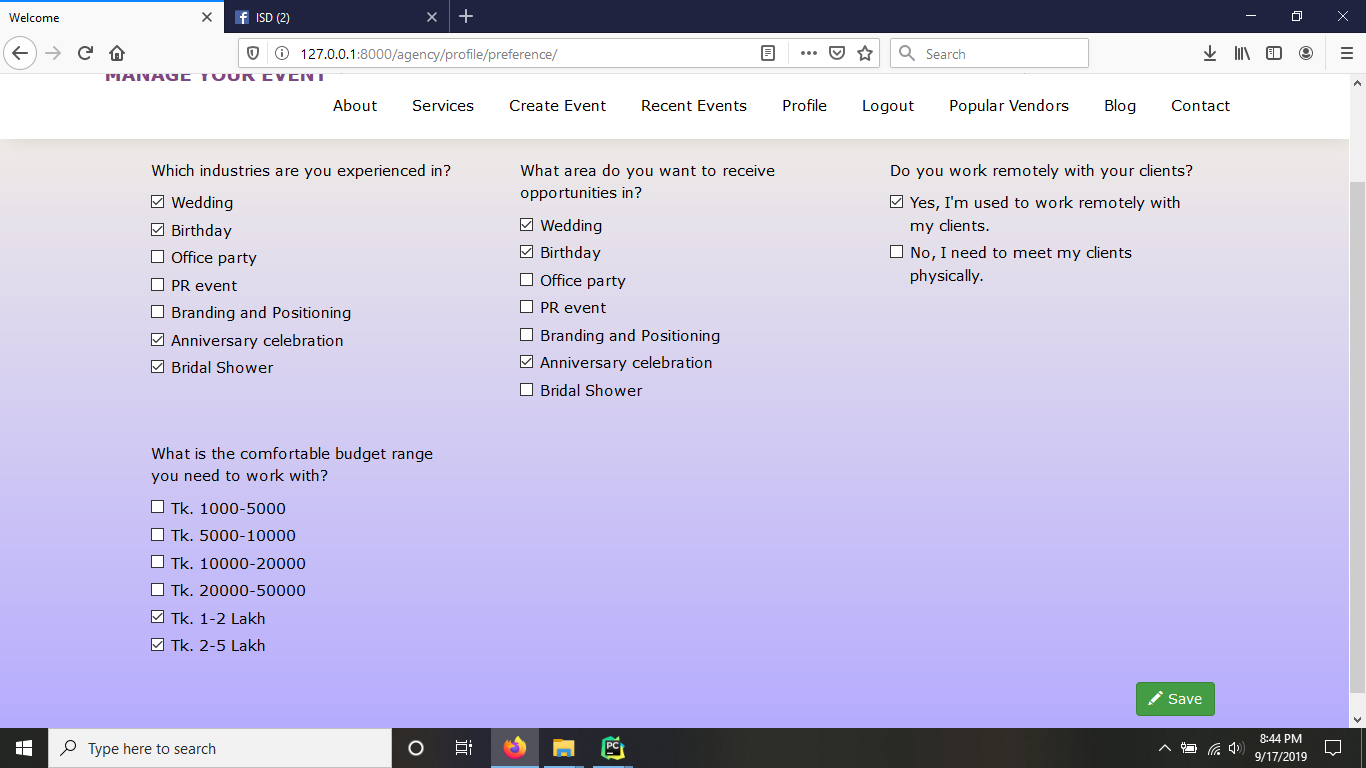 Welcome
ISD (2)
127.0.0.1:8000/agency/profile/preference/
Search
MANAGE YOUR EVENT
About Services Create Event Recent Events Profile Logout Popular Vendors Blog Contact
Which industries are you experienced in?
Wedding
Birthday
Office party
PR event
Branding and Positioning
Anniversary celebration
Bridal Shower
What area do you want to receive
opportunities in?
Wedding
Birthday
Office party
PR event
Branding and Positioning
Anniversary celebration
Bridal Shower
Do you work remotely with your clients?
Yes, I'm used to work remotely with
my clients.
No, I need to meet my clients
physically.
What is the comfortable budget range
you need to work with?
Tk. 1000-5000
Tk. 5000-10000
Tk. 10000-20000
Tk. 20000-50000
Tk. 1-2 Lakh
Tk. 2-5 Lakh
Save
Type here to search
PC
8:44 PM
9/17/2019